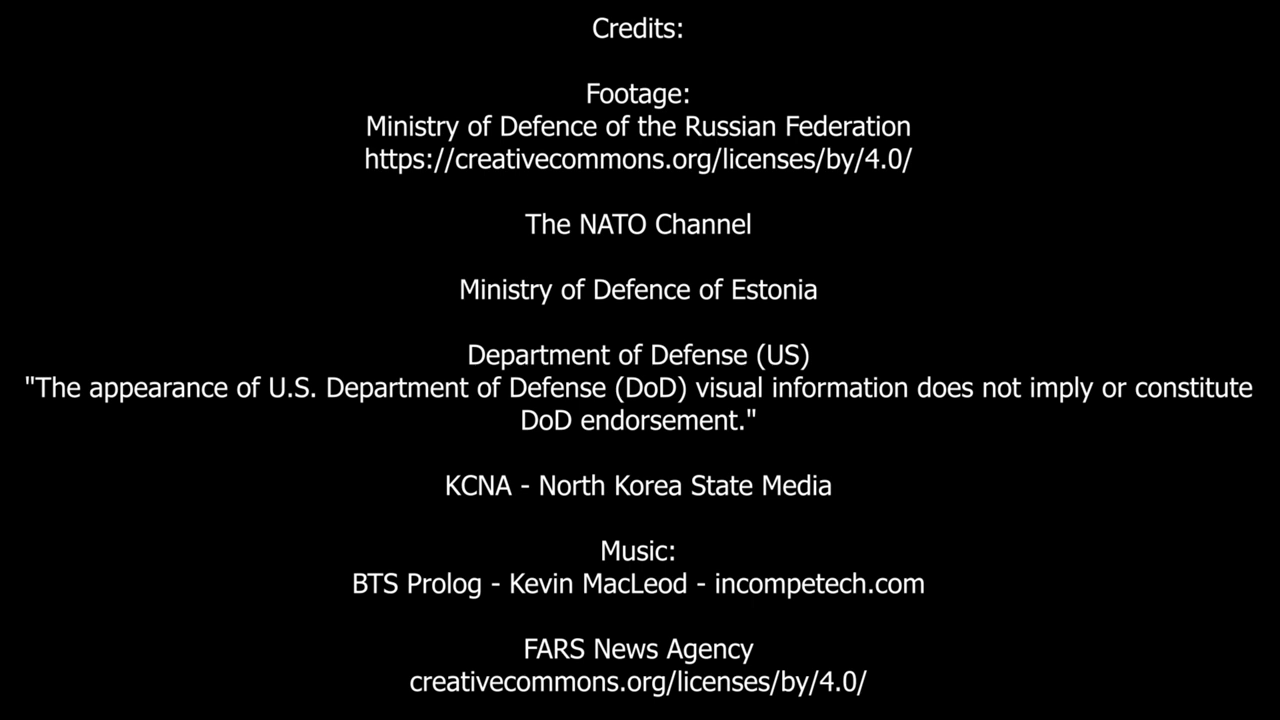 Credits:
Footage:
Ministry of Defence of the Russian Federation
https://creativecommons.org/licenses/by/4.0/
The NATO Channel
Ministry of Defence of Estonia
Department of Defense (US)
"The appearance of U.S. Department of Defense (DoD) visual information does not imply or constitute
DoD endorsement."
KCNA - North Korea State Media
Music:
BTS Prolog - Kevin MacLeod - incompetech.com
FARS News Agency
creativecommons.org/licenses/by/4.0/